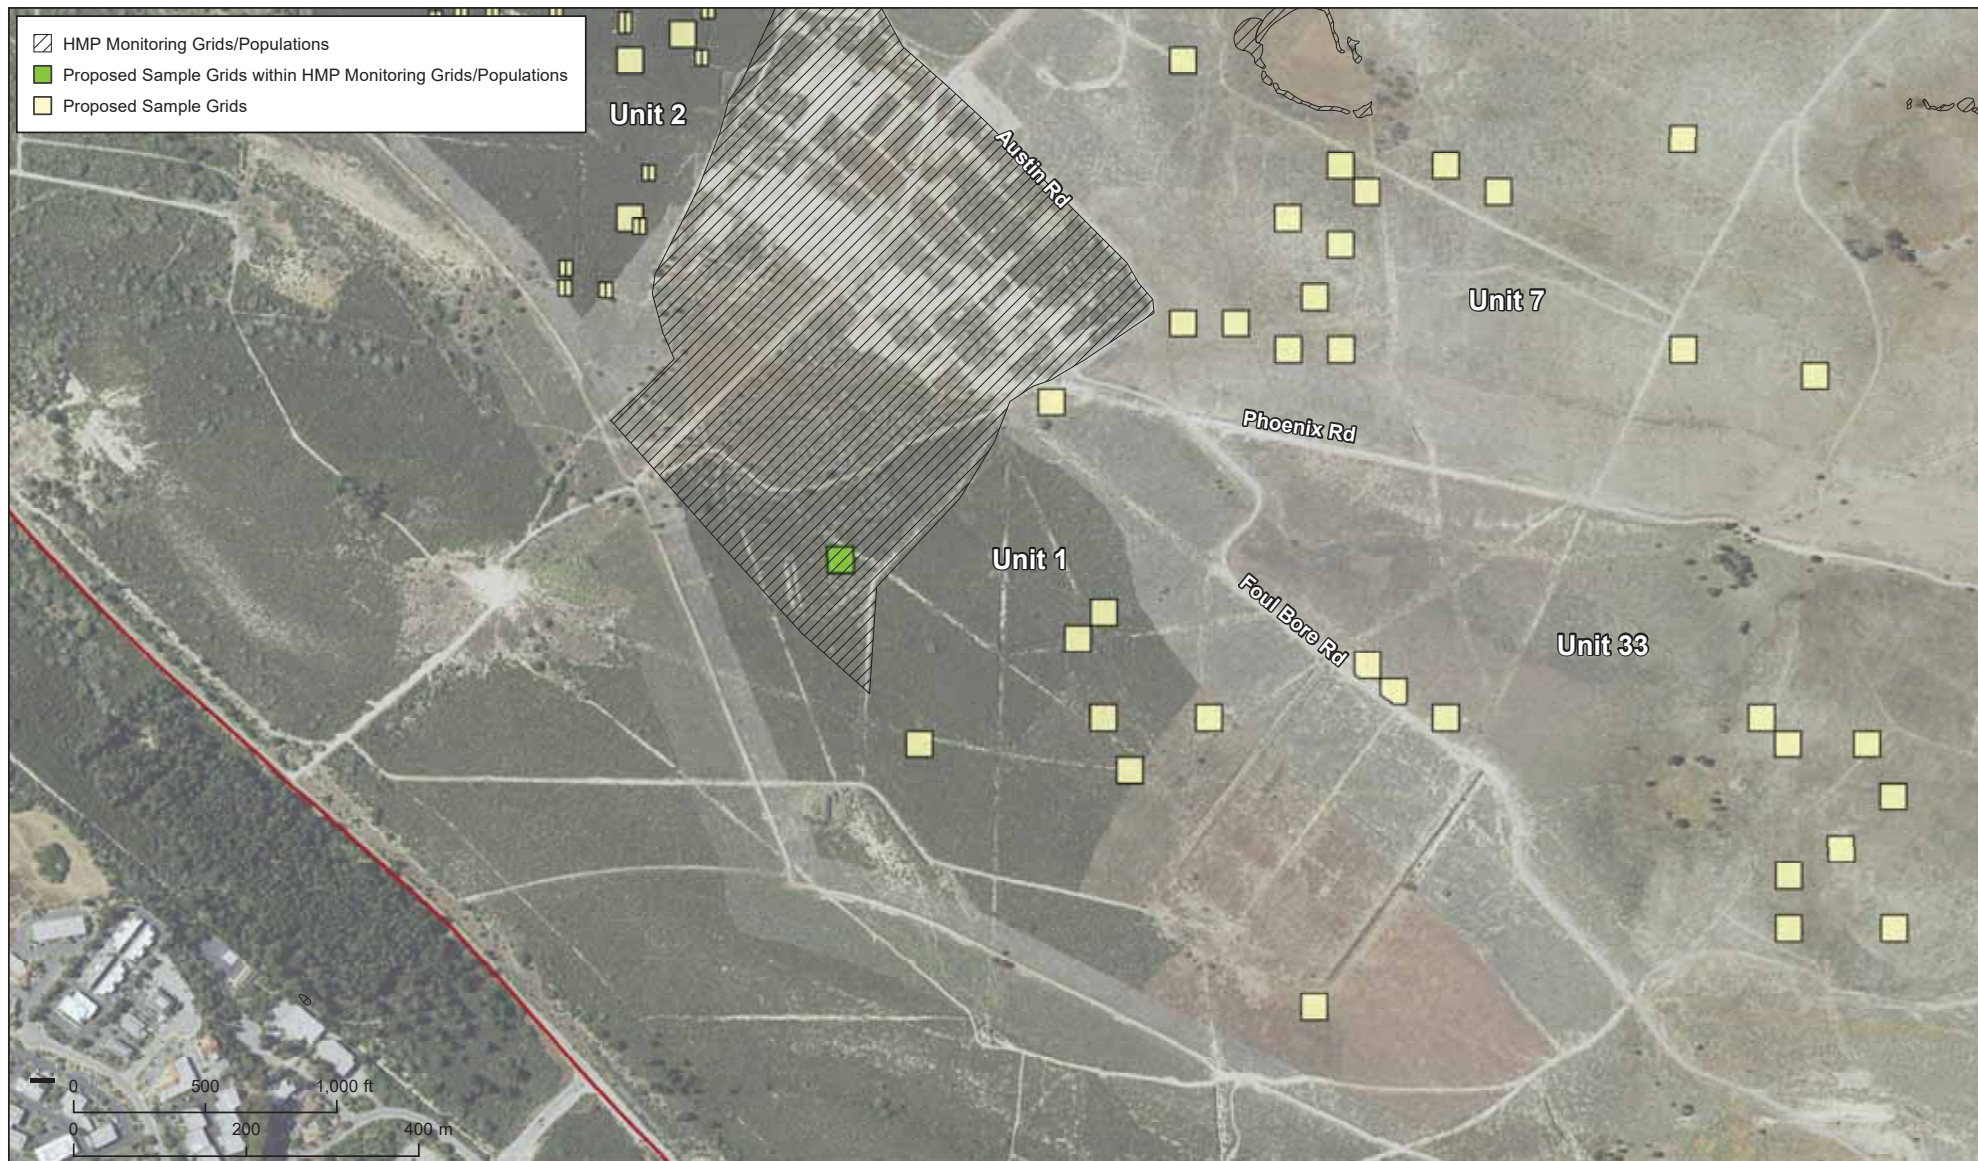 HMP Monitoring Grids/Populations
Proposed Sample Grids within HMP Monitoring Grids/Populations
Proposed Sample Grids
Unit 2
Austin Rd
Unit 7
Phoenix Rd
Unit 1
Foul Bore Rd
Unit 33
0 500 1,000 ft
0 200 400 m